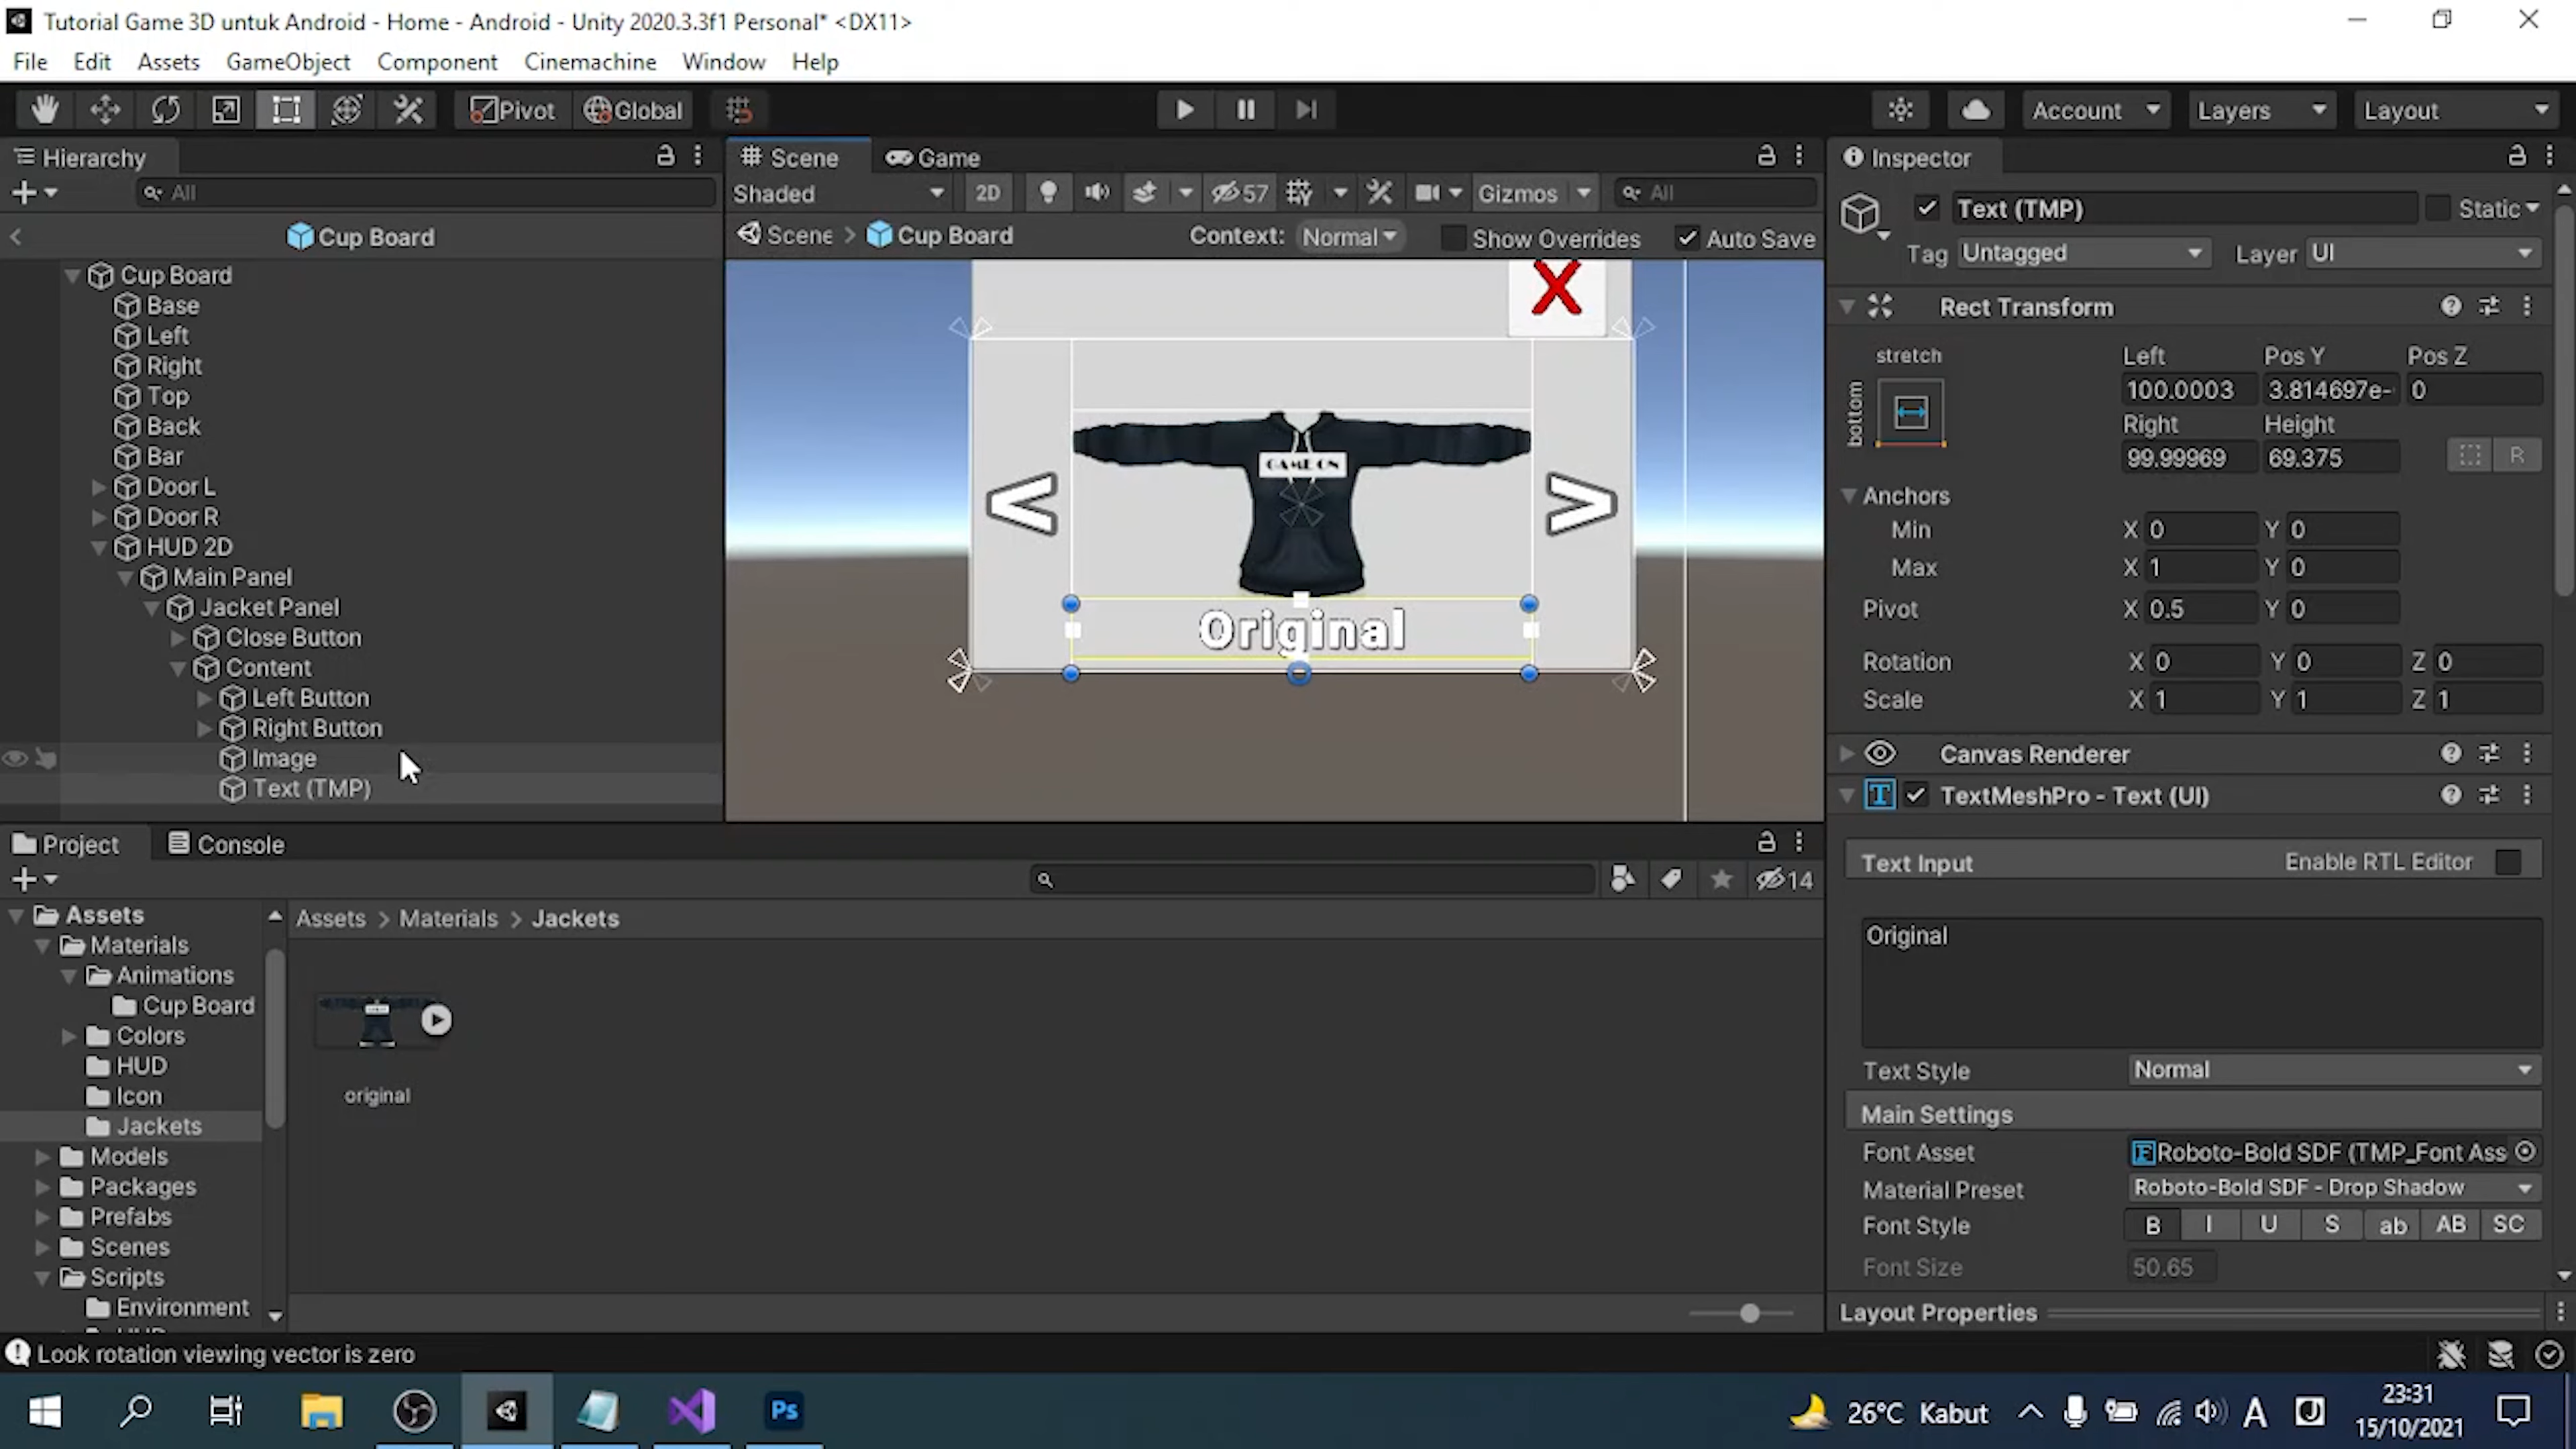 Tutorial Game 3D untuk Android - Home - Android - Unity 2020.3.3f1 Personal* <DX11>
File Edit Assets GameObject Component Cinemachine Window Help
Pivot Global Account Layers Layout
Hierarchy
All
Cup Board
Cup Board
Base
Left
Right
Top
Back
Bar
Door L
Door R
HUD 2D
Main Panel
Jacket Panel
Close Button
Content
Left Button
Right Button
Image
Text (TMP)
Scene Game
Shaded 2D 57 Gizmos All
Scene > Cup Board Context: Normal Show Overrides Auto Save
X
GAME ON
< >
Original
Inspector
Text (TMP) Static
Tag Untagged Layer UI
Rect Transform
stretch Left Pos Y Pos Z
bottom 100.0003 3.814697e- 0
Right Height
99.99969 69.375 R
Anchors
Min X 0 Y 0
Max X 1 Y 0
Pivot X 0.5 Y 0
Rotation X 0 Y 0 Z 0
Scale X 1 Y 1 Z 1
Canvas Renderer
TextMeshPro - Text (UI)
Text Input Enable RTL Editor
Original
Text Style Normal
Main Settings
Font Asset Roboto-Bold SDF (TMP_Font Ass
Material Preset Roboto-Bold SDF - Drop Shadow
Font Style B I U S ab AB SC
Font Size 50.65
Layout Properties
Project Console
14
Assets
Materials
Animations
Cup Board
Colors
HUD
Icon
Jackets
Models
Packages
Prefabs
Scenes
Scripts
Environment
Assets > Materials > Jackets
original
Look rotation viewing vector is zero
Ps
26°C Kabut A 23:31
15/10/2021